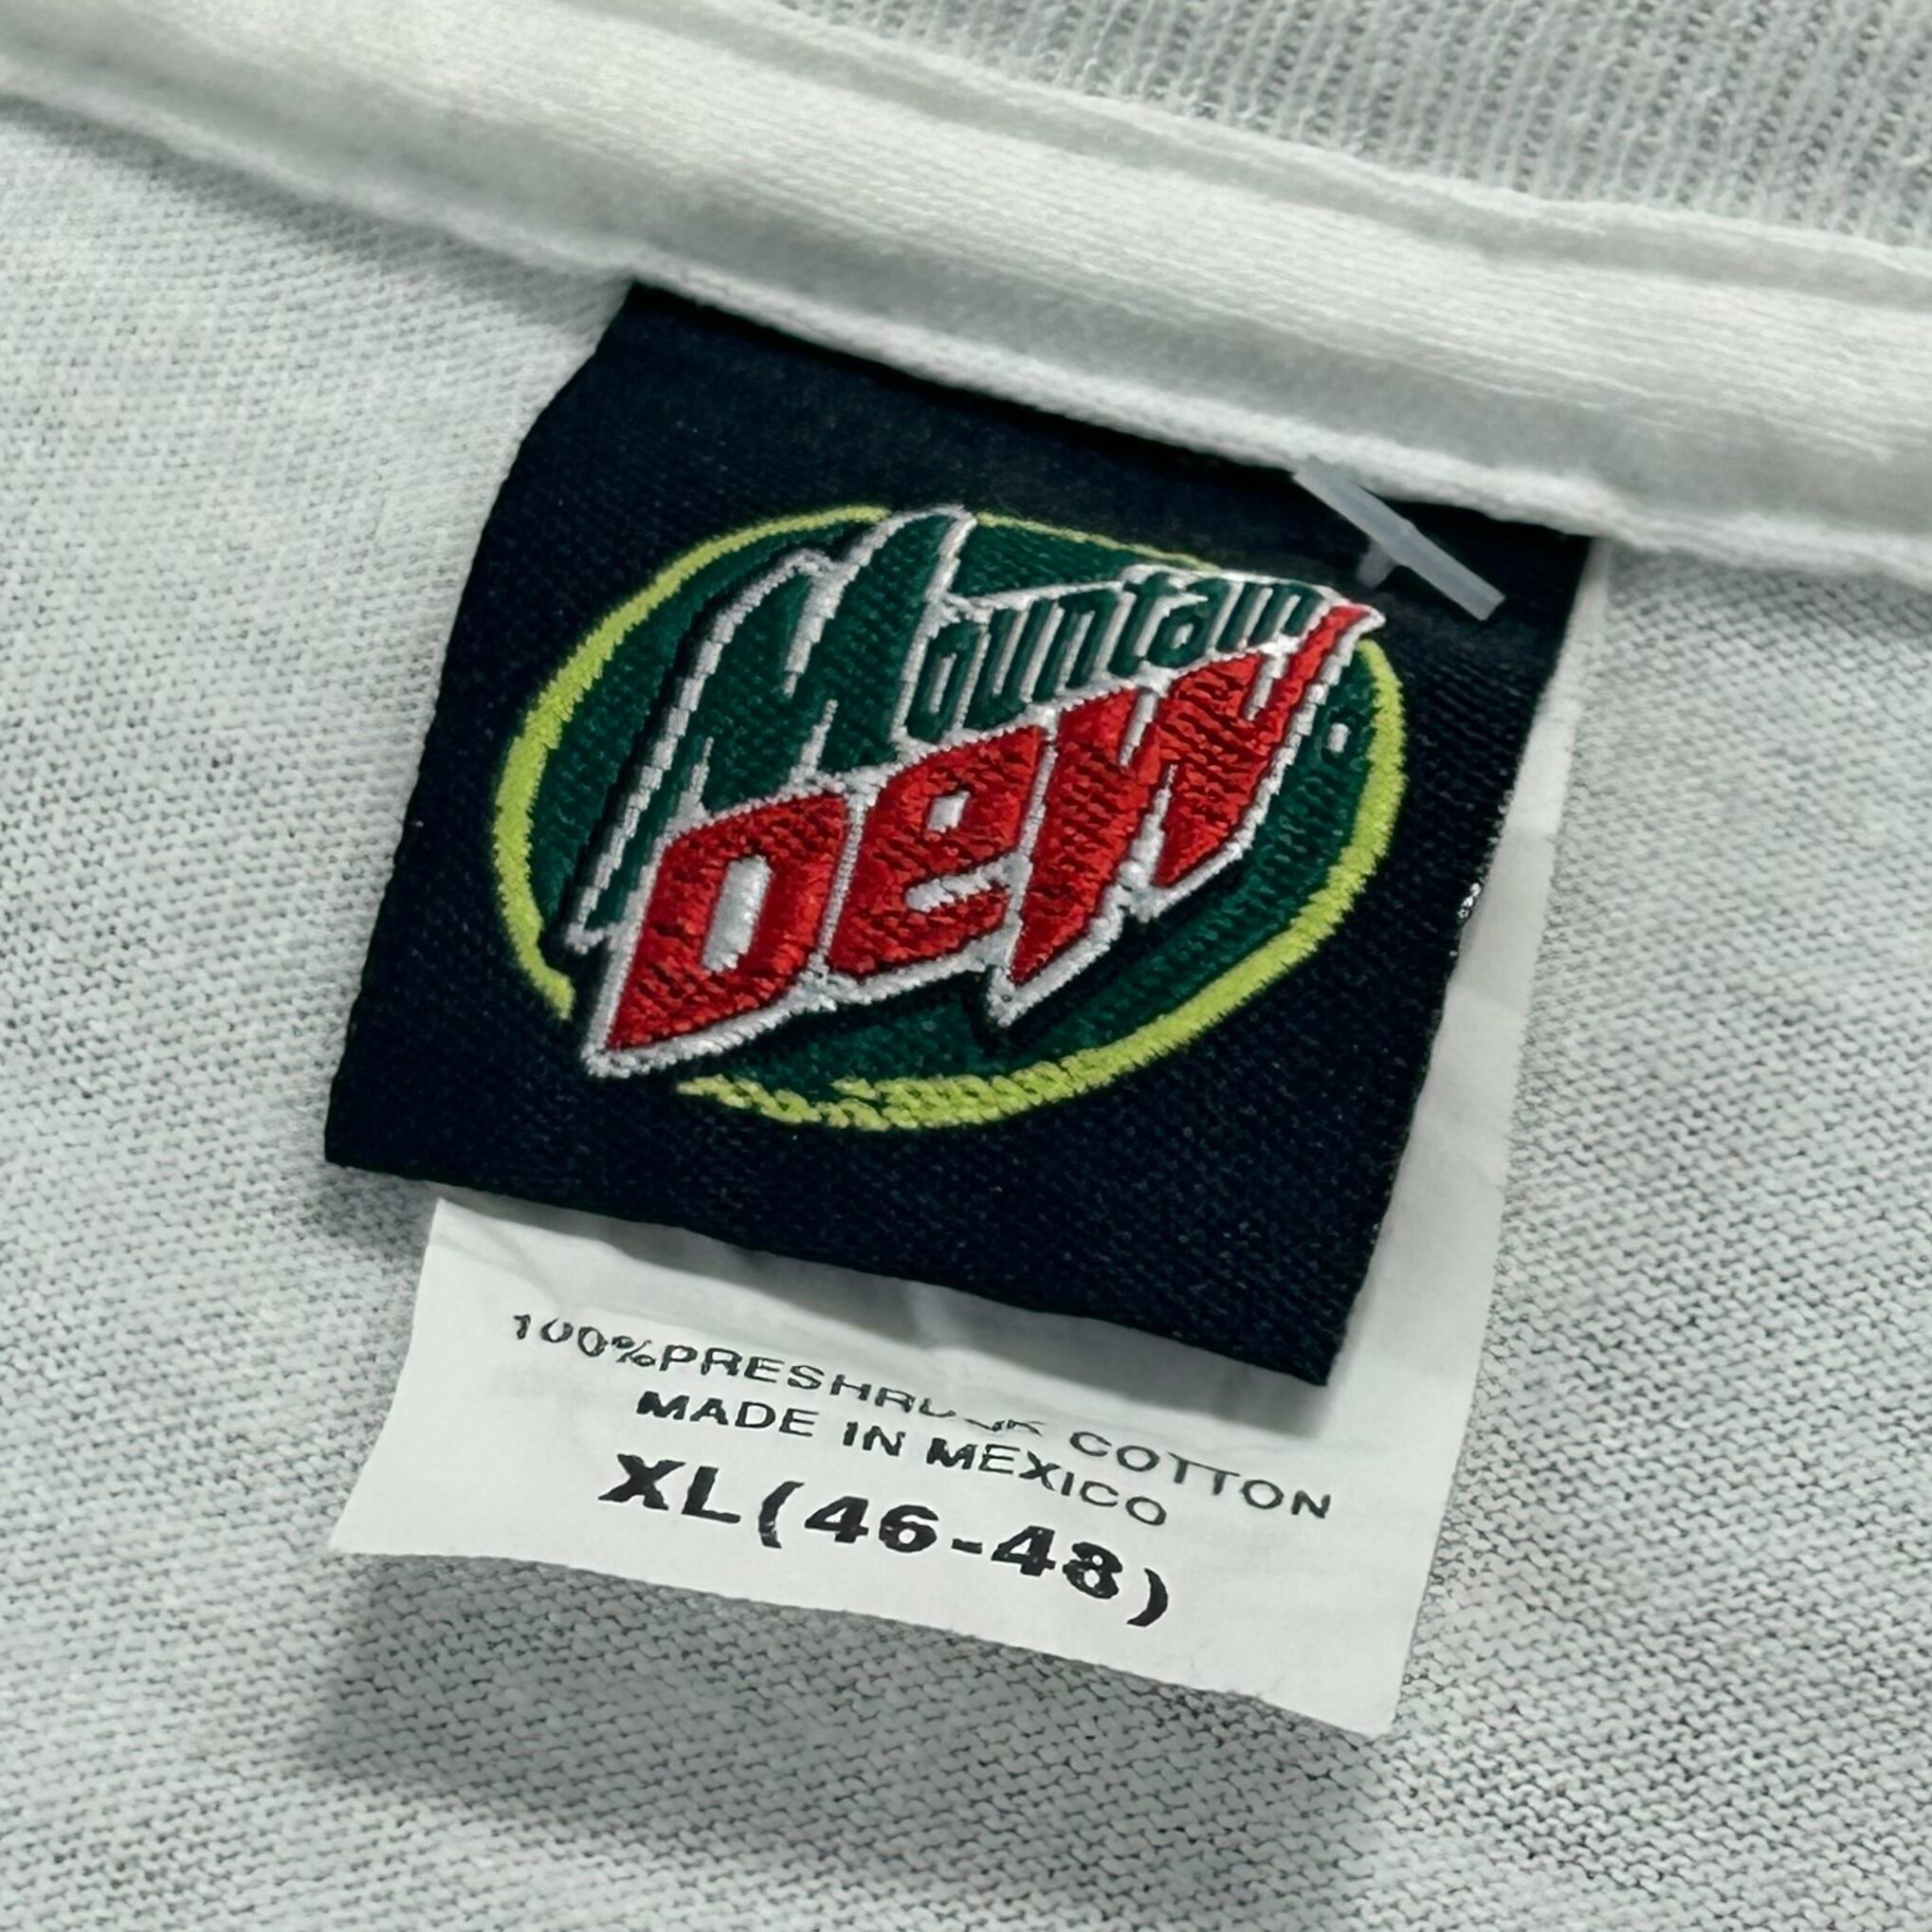 Mountain
Dew
100%PRESHRUNK COTTON
MADE IN MEXICO
XL(46-48)